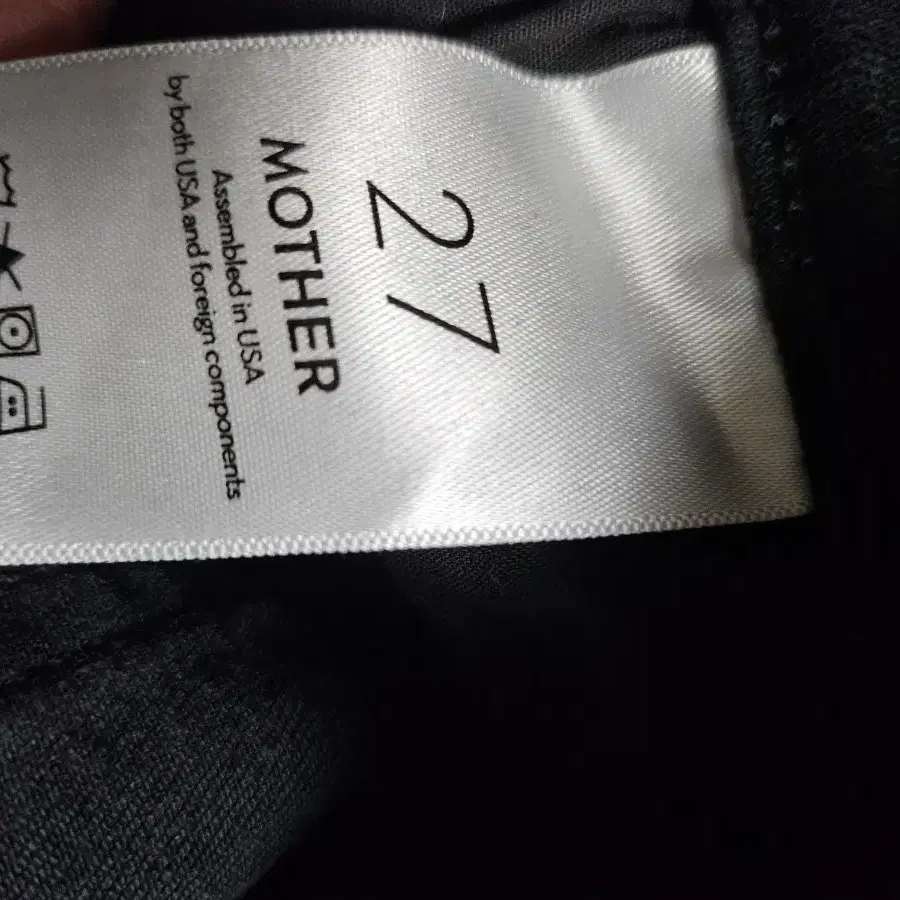 27
MOTHER
Assembled in USA
by both USA and foreign components